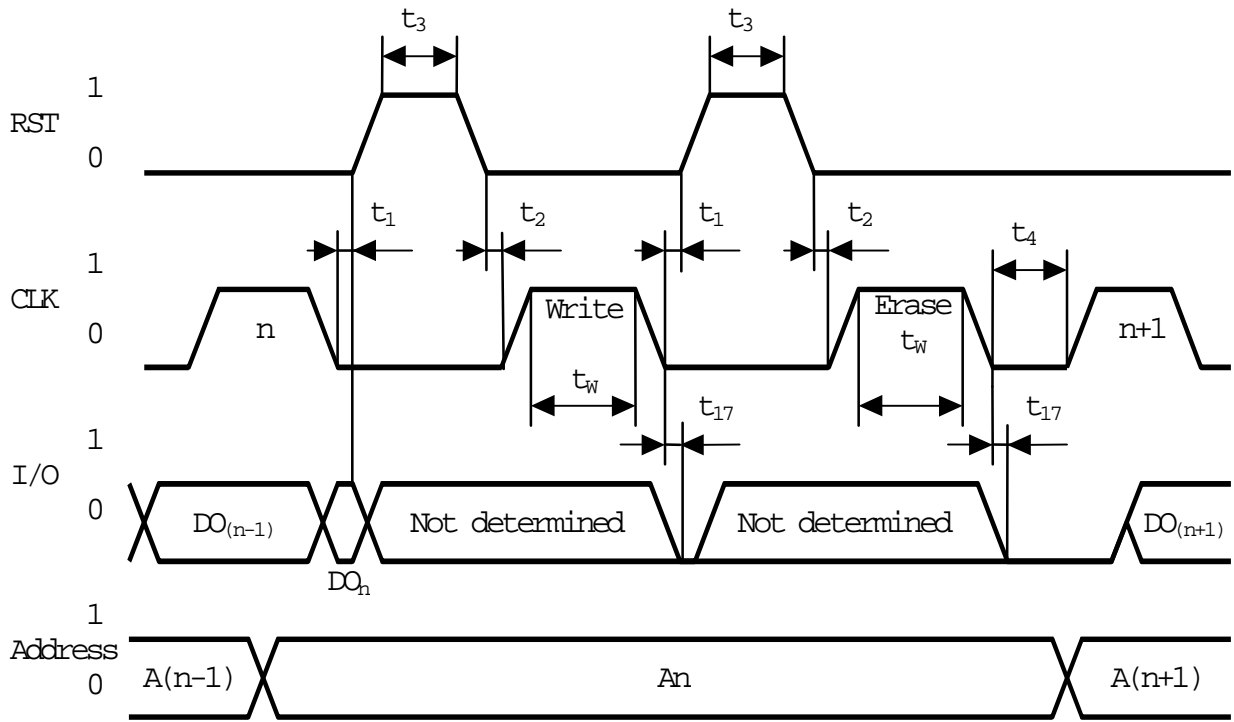 t3 t3
1
RST
0
t1 t2 t1 t2 t4
1
CLK
n Write Erase n+1
0
tW tW
t17 t17
1
I/O
0
DO(n-1) Not determined Not determined DO(n+1)
DOn
1
Address
0
A(n-1) An A(n+1)